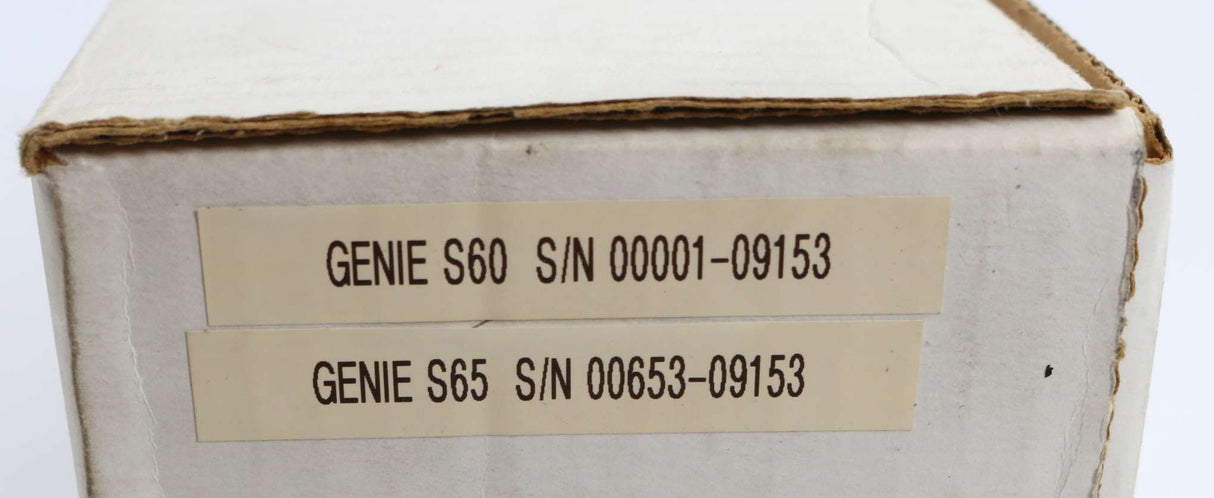 GENIE S60 S/N 00001-09153
GENIE S65 S/N 00653-09153